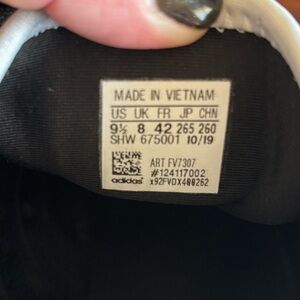 MADE IN VIETNAM
US UK FR JP CHN
9½ 8 42 265 260
SHW 675001 10/19
ART FV7307
#124117002
adidas x92FVDX400262